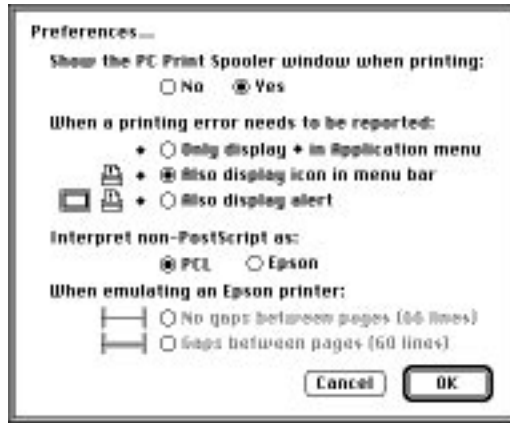 Preferences...
Show the PC Print Spooler window when printing:
No Yes
When a printing error needs to be reported:
Only display ♦ in Application menu
Also display icon in menu bar
Also display alert
Interpret non-PostScript as:
PCL Epson
When emulating an Epson printer:
No gaps between pages (66 lines)
Gaps between pages (60 lines)
Cancel OK